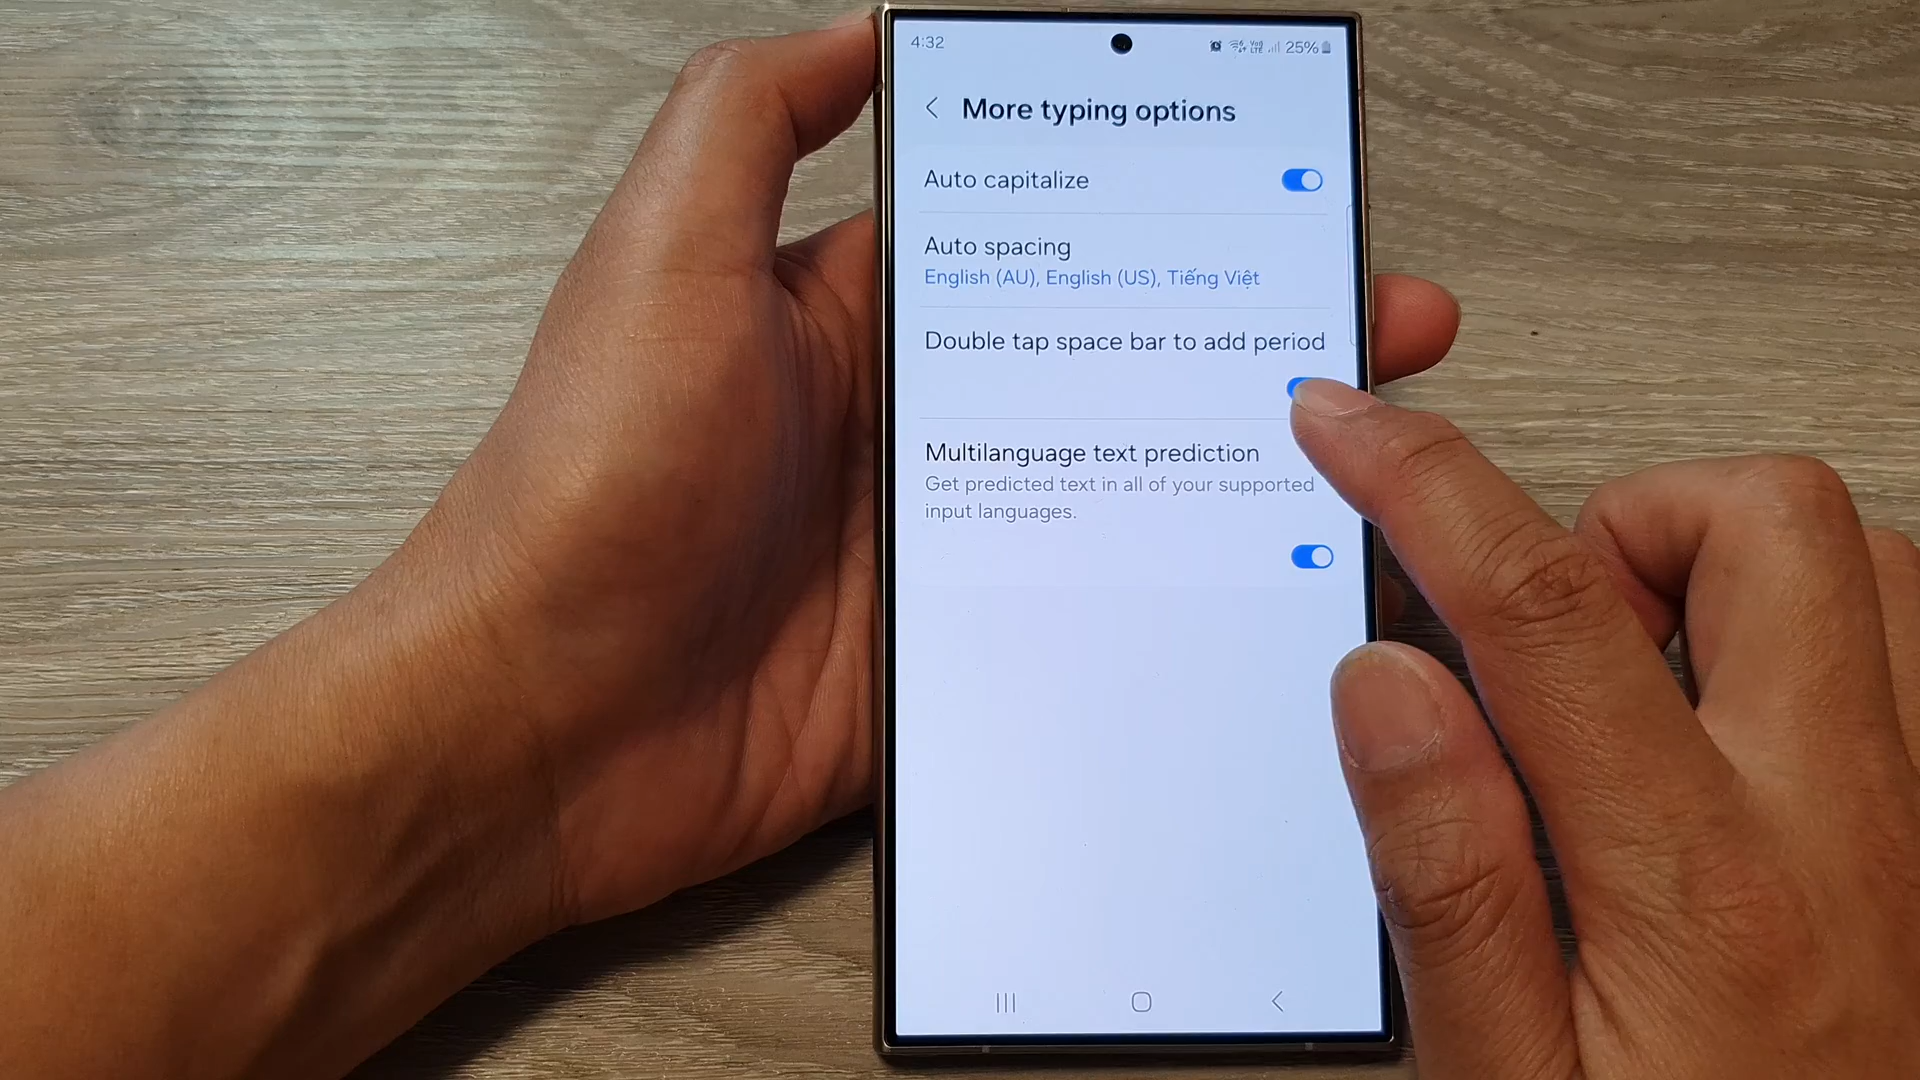 4:32
25%
More typing options
Auto capitalize
Auto spacing
English (AU), English (US), Tiếng Việt
Double tap space bar to add period
Multilanguage text prediction
Get predicted text in all of your supported
input languages.